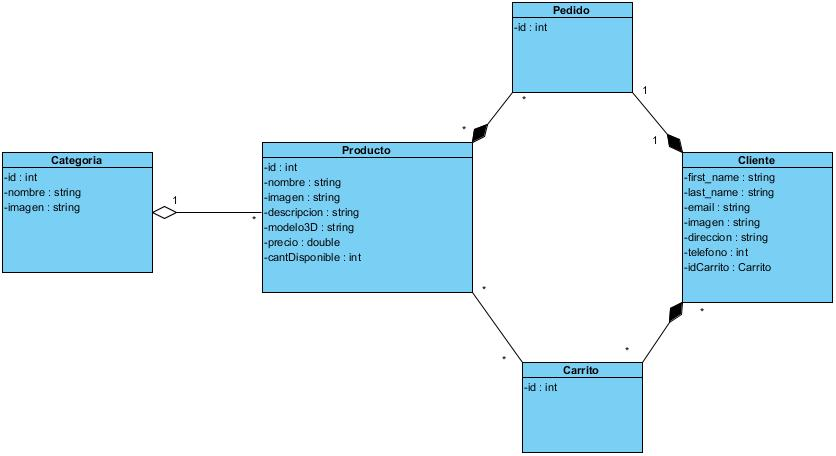 Pedido
-id : int
*
1
*
1
Categoria
-id : int
-nombre : string
-imagen : string
1
*
Producto
-id : int
-nombre : string
-imagen : string
-descripcion : string
-modelo3D : string
-precio : double
-cantDisponible : int
Cliente
-first_name : string
-last_name : string
-email : string
-imagen : string
-direccion : string
-telefono : int
-idCarrito : Carrito
*
*
*
*
Carrito
-id : int